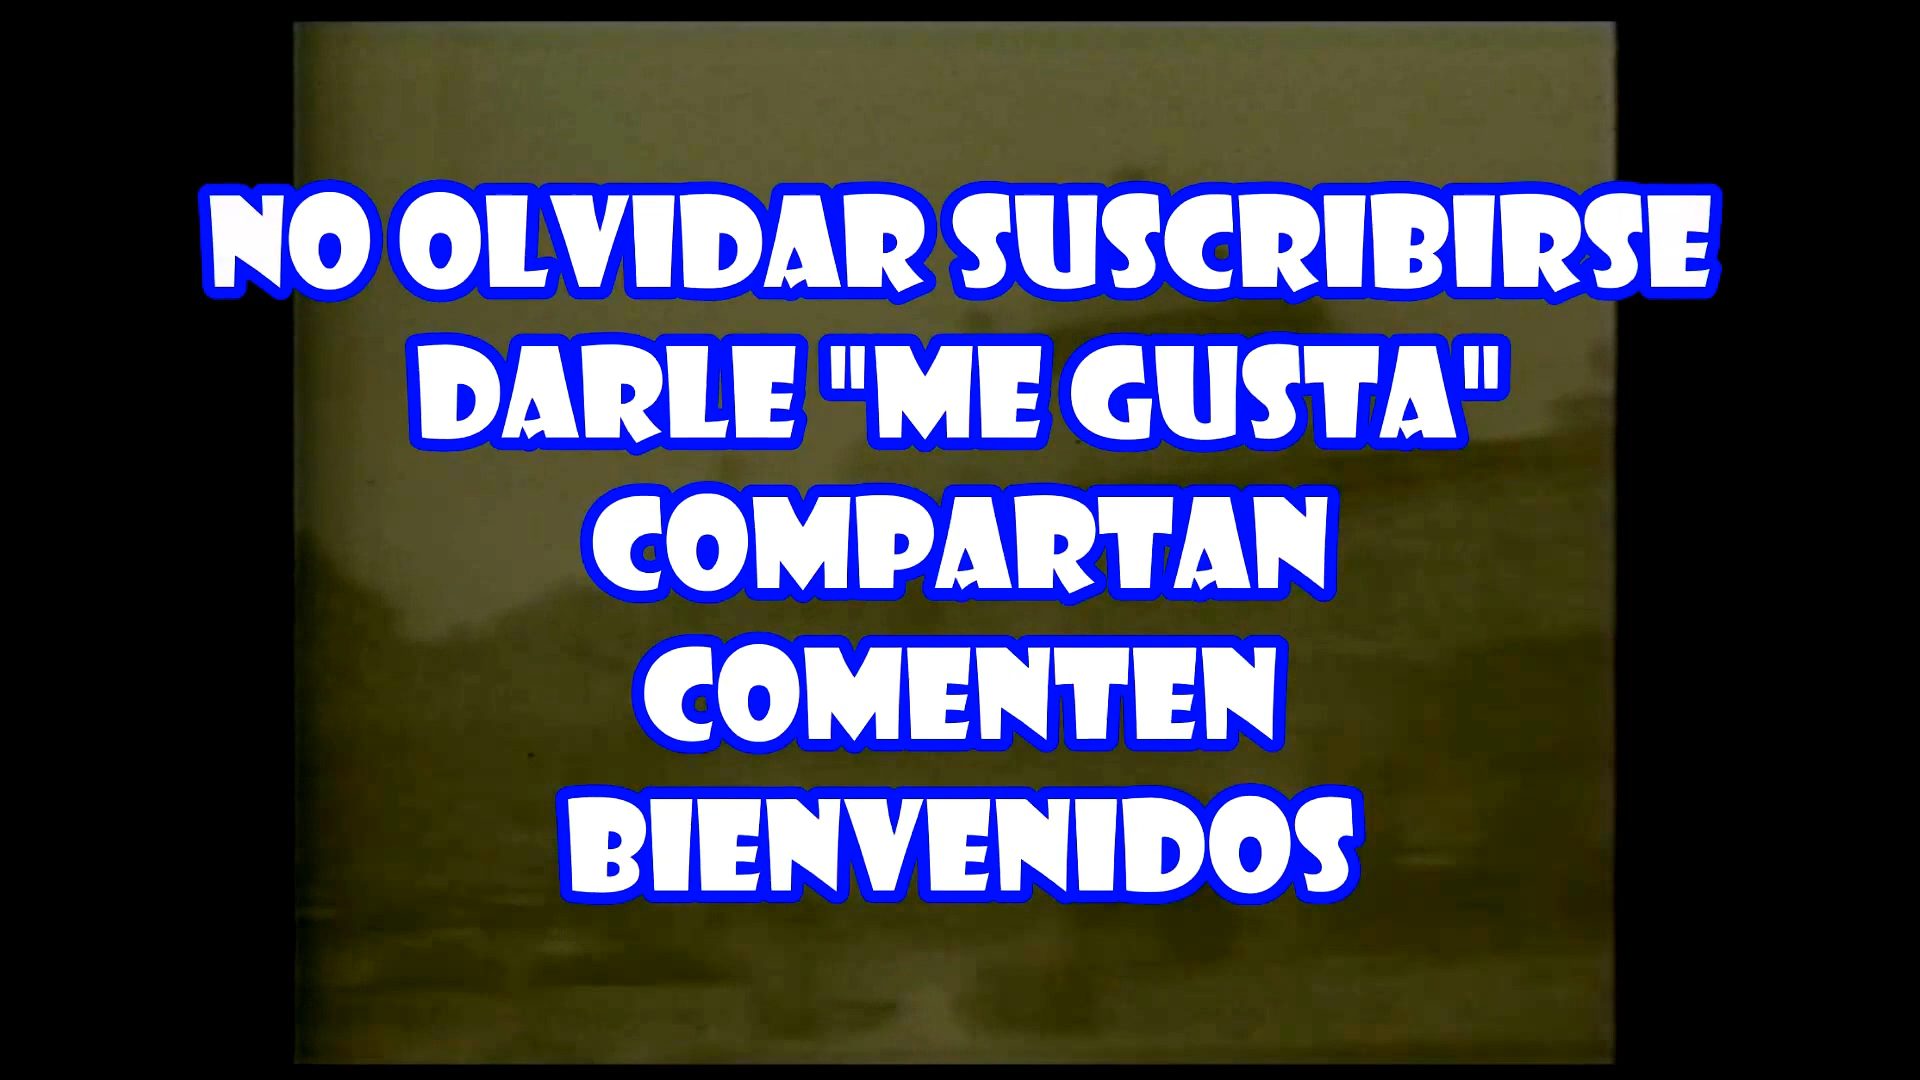 NO OLVIDAR SUSCRIBIRSE
DARLE "ME GUSTA"
COMPARTAN
COMENTEN
BIENVENIDOS